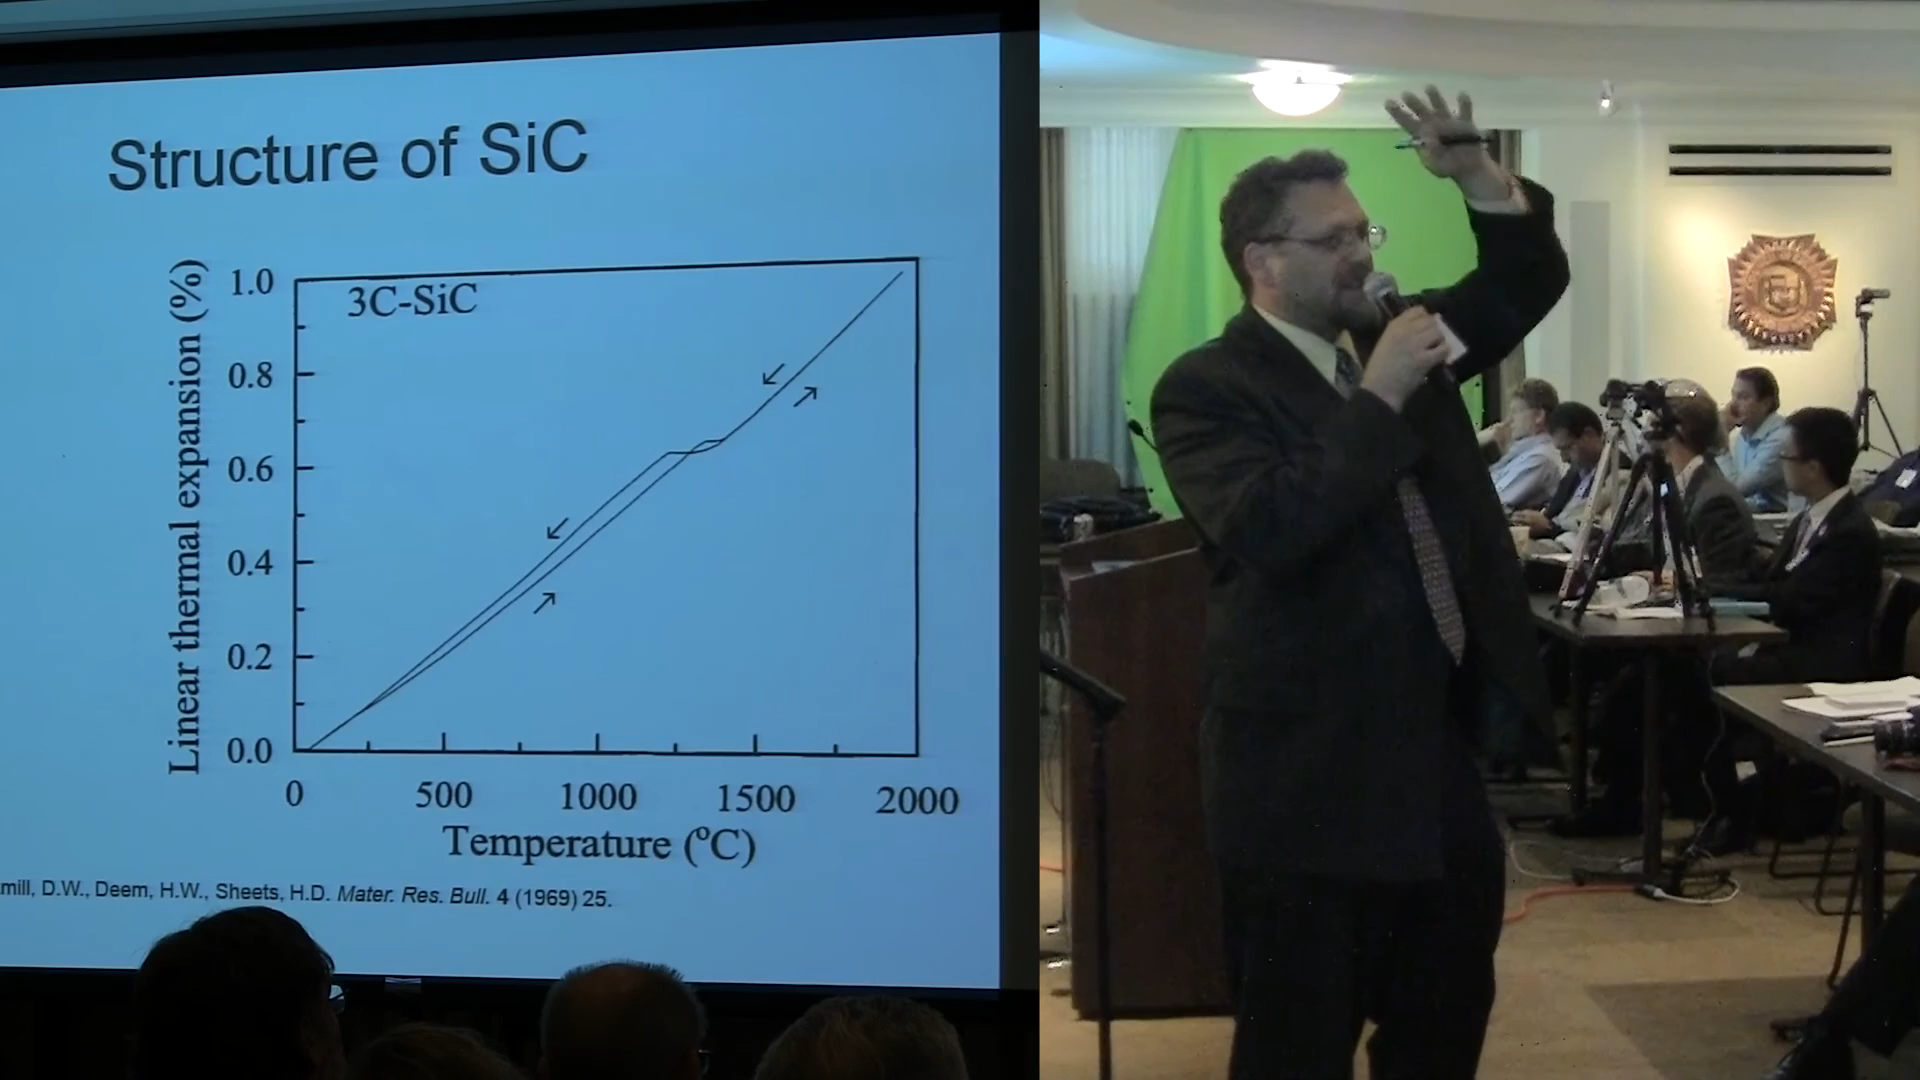 Structure of SiC
Linear thermal expansion (%)
1.0
0.8
0.6
0.4
0.2
0.0
3C-SiC
0 500 1000 1500 2000
Temperature (ºC)
mill, D.W., Deem, H.W., Sheets, H.D. Mater. Res. Bull. 4 (1969) 25.